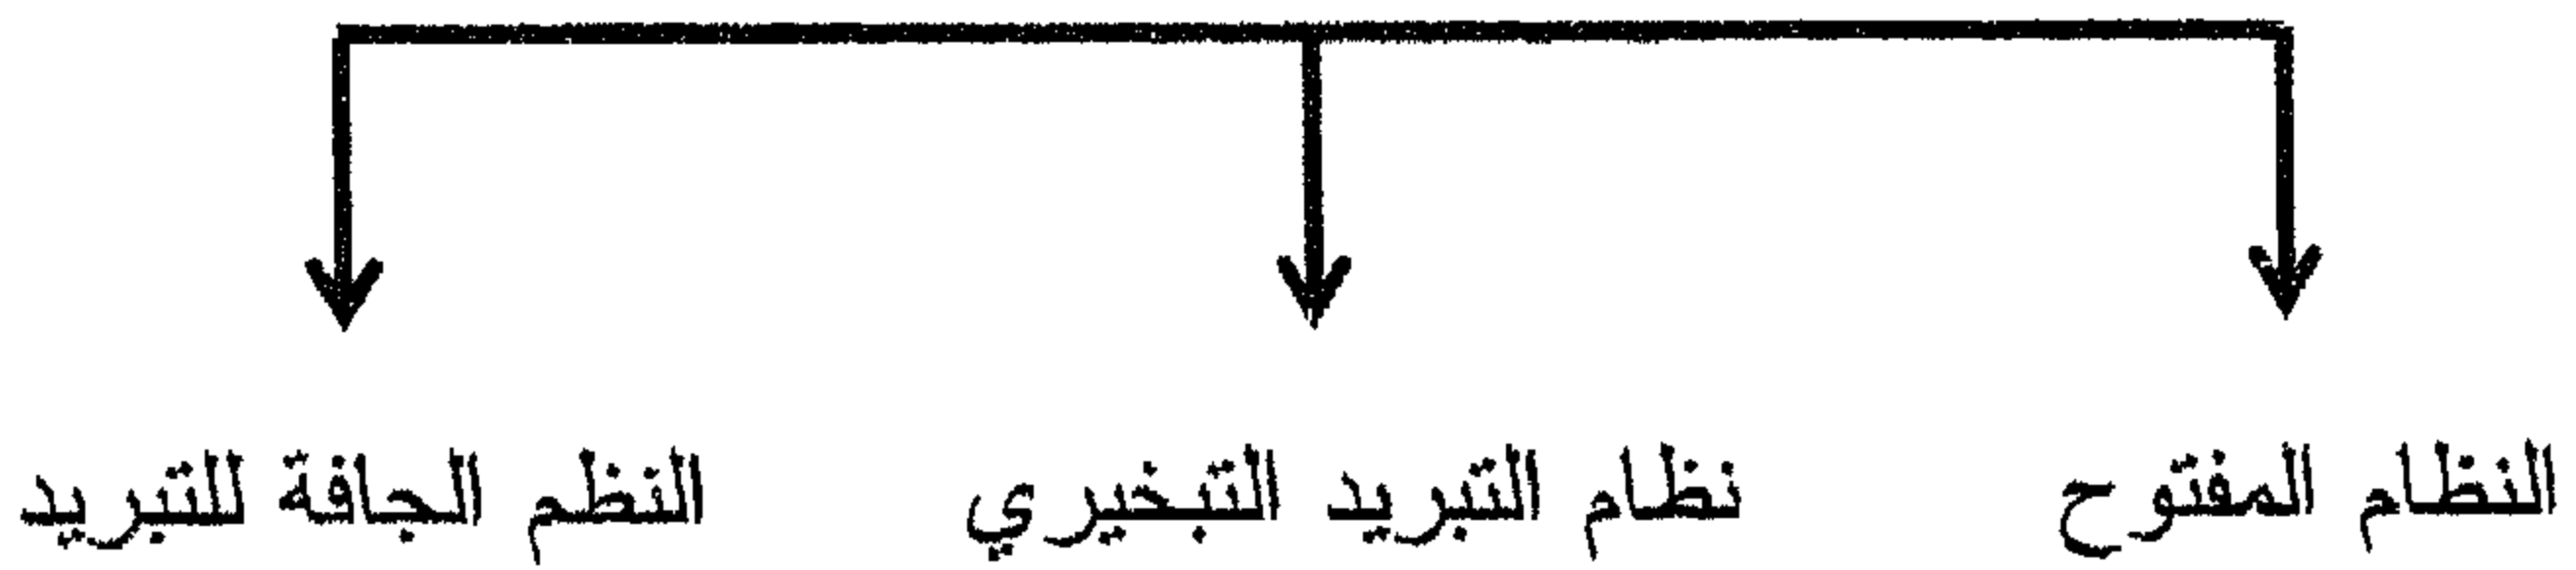 النظام المفتوح
نظام التبريد التبخيري
النظم الجافة للتبريد